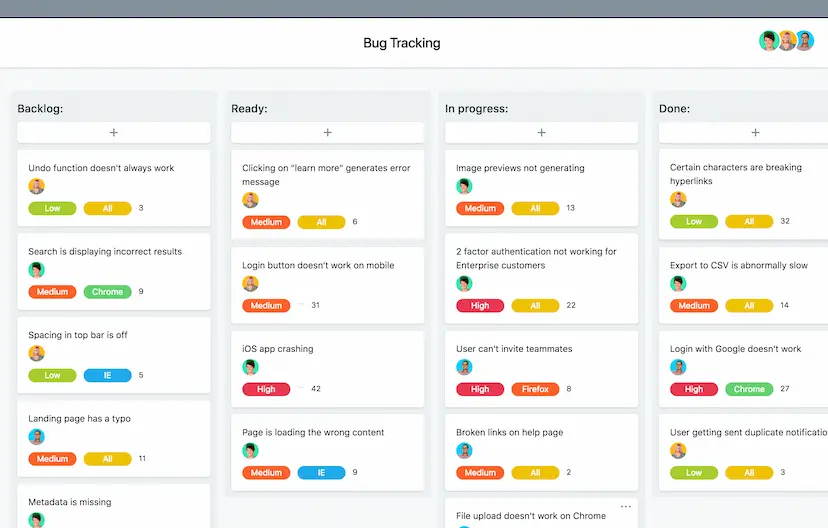 Bug Tracking
Backlog:
+
Undo function doesn't always work
Low All 3
Search is displaying incorrect results
Medium Chrome 9
Spacing in top bar is off
Low IE 5
Landing page has a typo
Medium All 11
Metadata is missing
Ready:
+
Clicking on "learn more" generates error
message
Medium All 6
Login button doesn't work on mobile
Medium 31
iOS app crashing
High 42
Page is loading the wrong content
Medium IE 9
In progress:
+
Image previews not generating
Medium All 13
2 factor authentication not working for
Enterprise customers
High All 22
User can't invite teammates
High Firefox 8
Broken links on help page
Medium All 2
File upload doesn't work on Chrome
Done:
+
Certain characters are breaking
hyperlinks
Low All 32
Export to CSV is abnormally slow
Medium All 14
Login with Google doesn't work
High Chrome 27
User getting sent duplicate notificatio
Low All 3